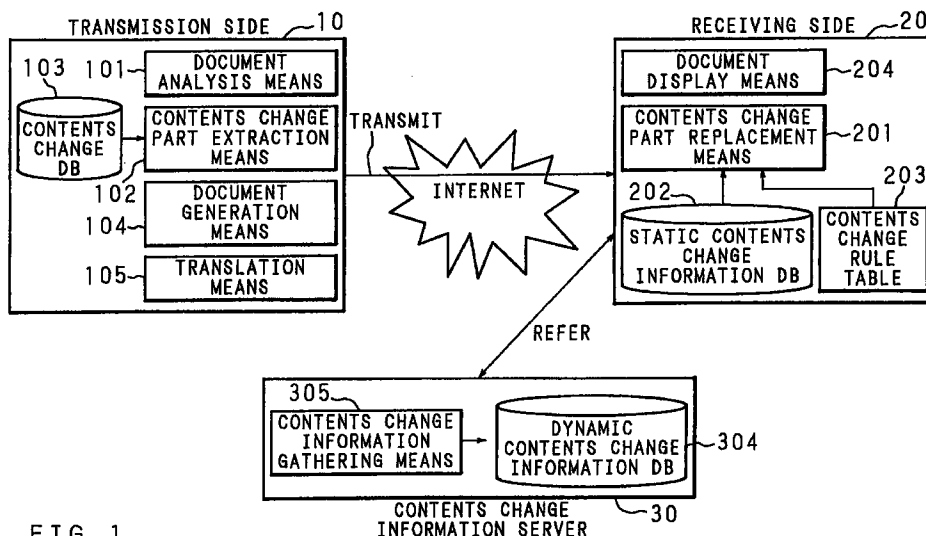 TRANSMISSION SIDE
10
103
CONTENTS
CHANGE
DB
101
DOCUMENT
ANALYSIS MEANS
102
CONTENTS CHANGE
PART EXTRACTION
MEANS
104
DOCUMENT
GENERATION MEANS
105
TRANSLATION
MEANS
TRANSMIT
INTERNET
RECEIVING SIDE
20
DOCUMENT
DISPLAY MEANS
204
CONTENTS CHANGE
PART REPLACEMENT
MEANS
201
202
STATIC CONTENTS
CHANGE
INFORMATION DB
203
CONTENTS
CHANGE
RULE
TABLE
REFER
305
CONTENTS CHANGE
INFORMATION
GATHERING MEANS
DYNAMIC
CONTENTS CHANGE
INFORMATION DB
304
CONTENTS CHANGE
INFORMATION SERVER
30
FIG. 1